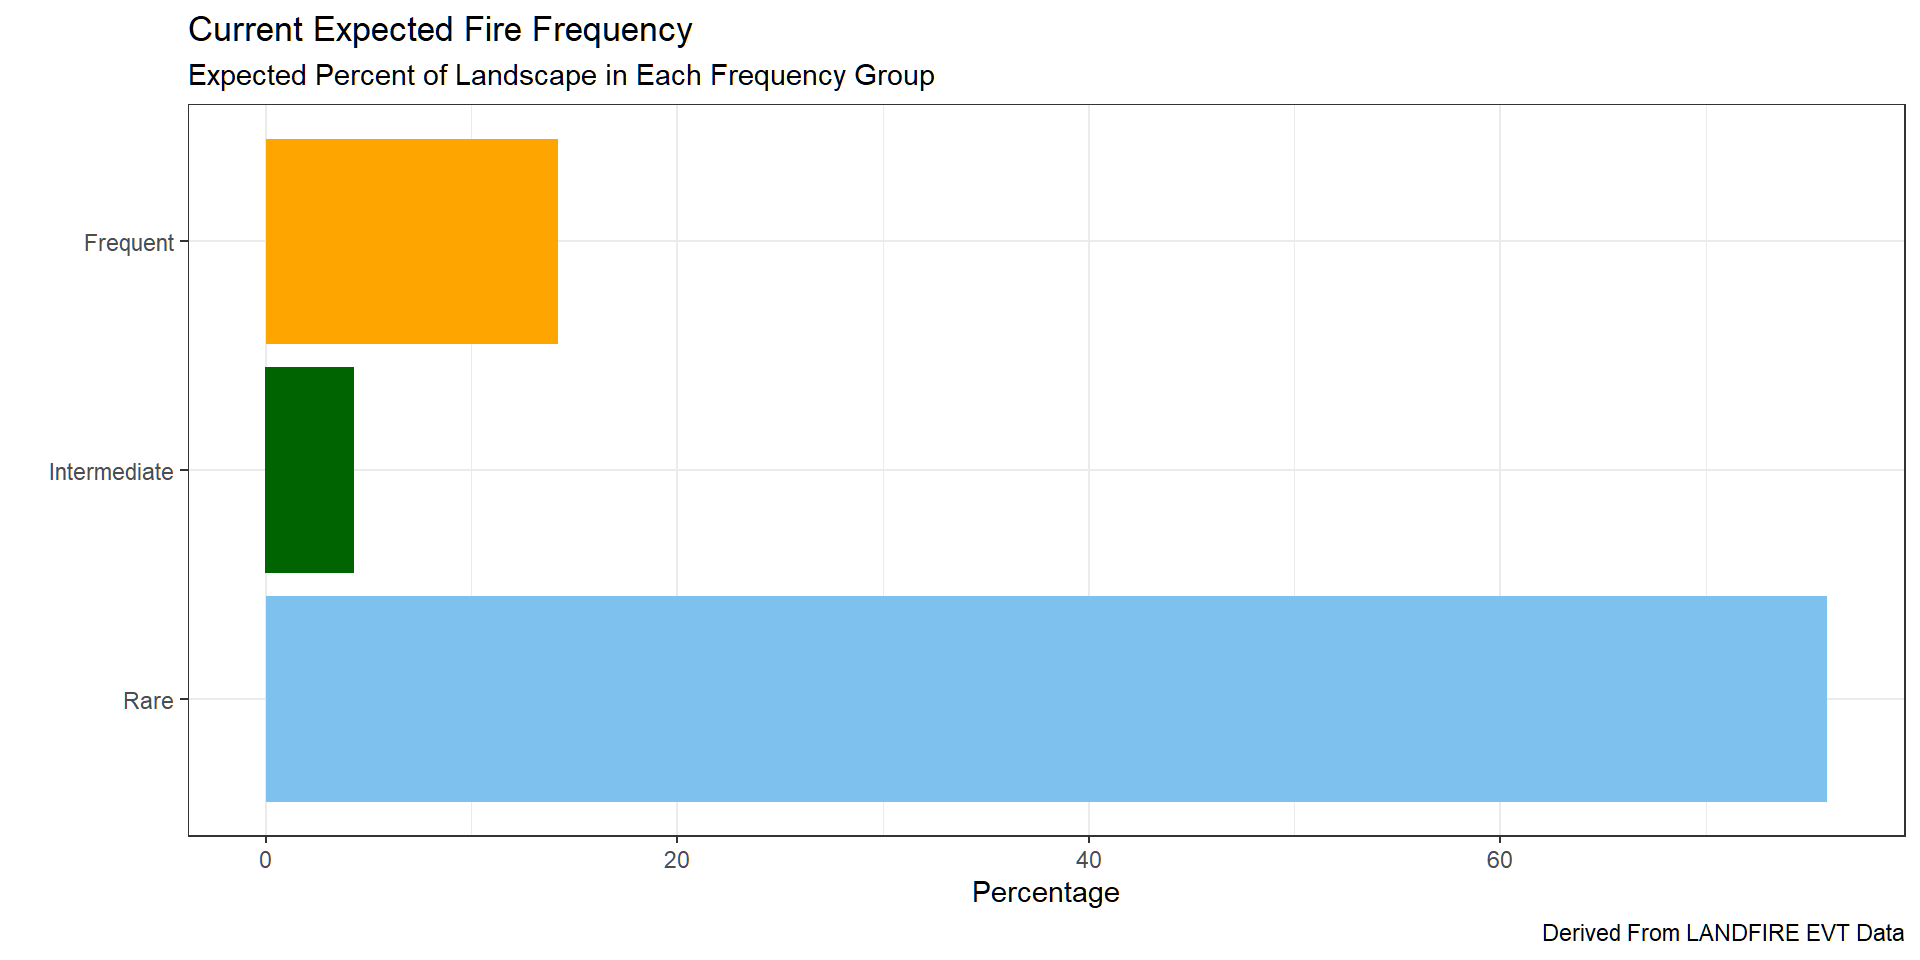 Current Expected Fire Frequency
Expected Percent of Landscape in Each Frequency Group
Frequent
Intermediate
Rare
0 20 40 60
Percentage
Derived From LANDFIRE EVT Data